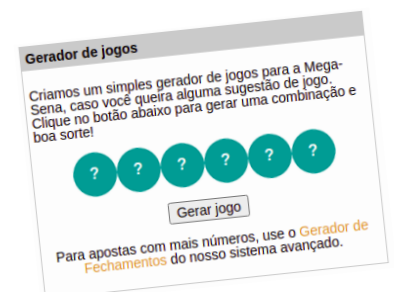 Gerador de jogos
Criamos um simples gerador de jogos para a Mega-
Sena, caso você queira alguma sugestão de jogo.
Clique no botão abaixo para gerar uma combinação e
boa sorte!
? ? ? ? ? ?
Gerar jogo
Para apostas com mais números, use o Gerador de
Fechamentos do nosso sistema avançado.